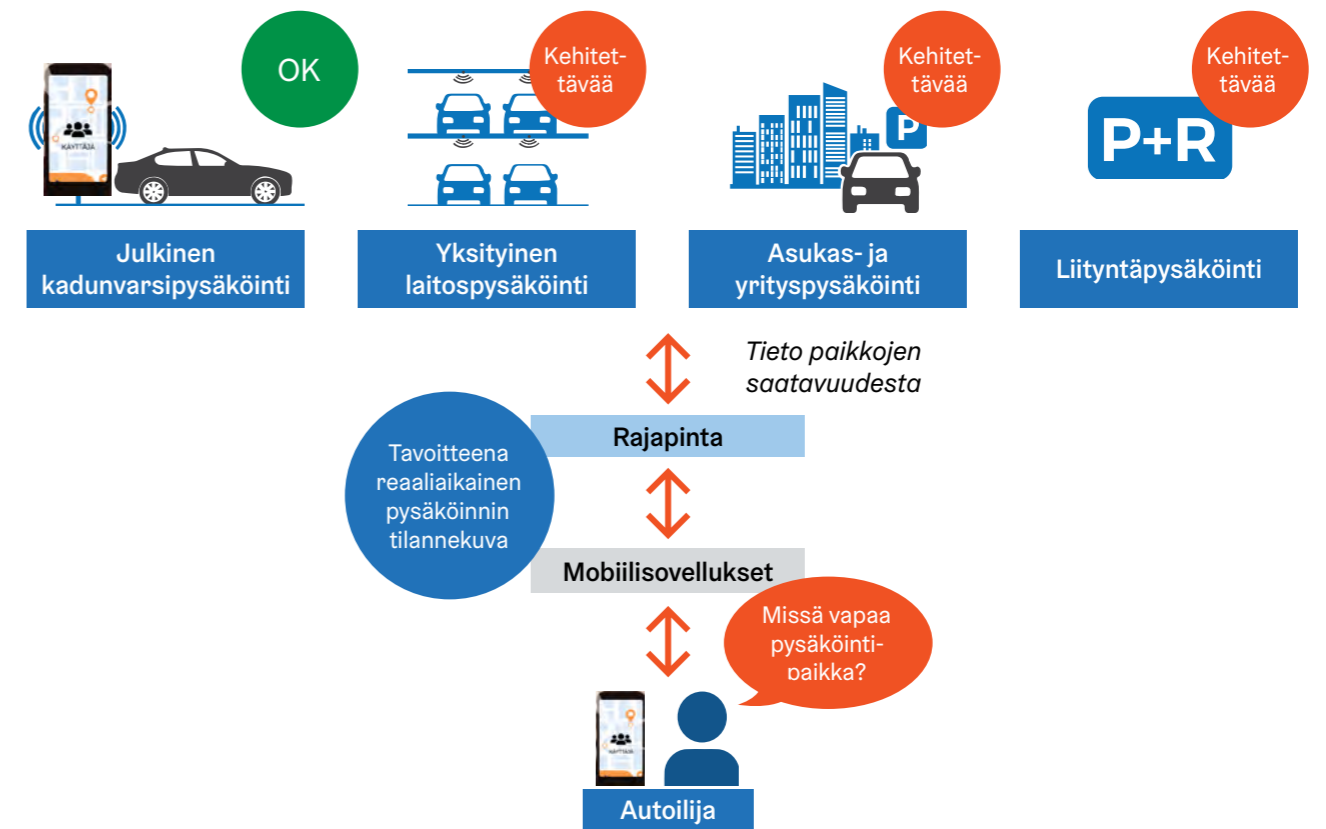 OK
Kehitet-
tävää
Kehitet-
tävää
Kehitet-
tävää
KÄYTTÄJÄ
P
P+R
Julkinen
kadunvarsipysäköinti
Yksityinen
laitospysäköinti
Asukas- ja
yrityspysäköinti
Liityntäpysäköinti
Tieto paikkojen
saatavuudesta
Rajapinta
Tavoitteena
reaaliaikainen
pysäköinnin
tilannekuva
Mobiilisovellukset
Missä vapaa
pysäköinti-
paikka?
KÄYTTÄJÄ
Autoilija